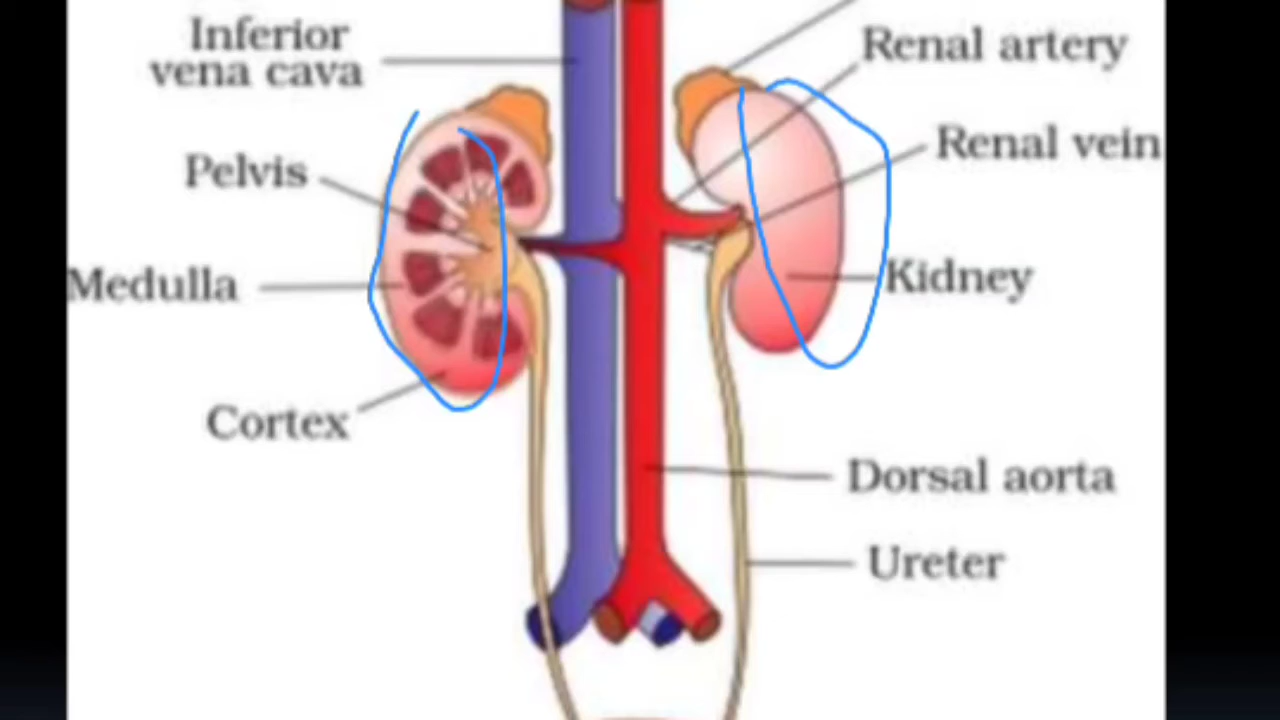 Inferior
vena cava
Renal artery
Renal vein
Pelvis
Medulla
Kidney
Cortex
Dorsal aorta
Ureter